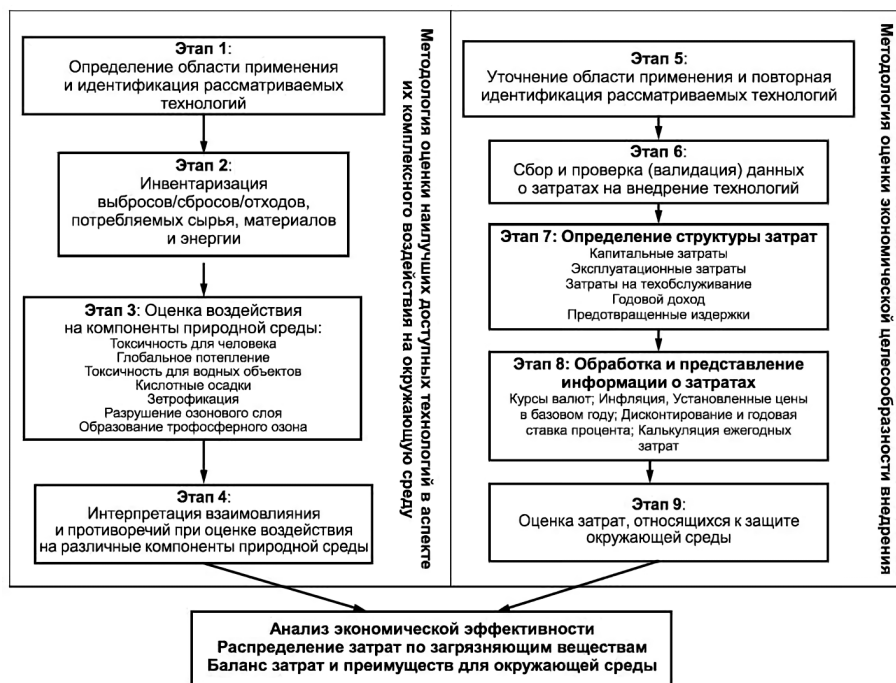 Этап 1:
Определение области применения
и идентификация рассматриваемых
технологий
Этап 2:
Инвентаризация
выбросов/сбросов/отходов,
потребляемых сырья, материалов
и энергии
Этап 3: Оценка воздействия
на компоненты природной среды:
Токсичность для человека
Глобальное потепление
Токсичность для водных объектов
Кислотные осадки
Зетрофикация
Разрушение озонового слоя
Образование трофосферного озона
Этап 4:
Интерпретация взаимовлияния
и противоречий при оценке воздействия
на различные компоненты природной среды
Методология оценки наилучших доступных технологий в аспекте
их комплексного воздействия на окружающую среду
Этап 5:
Уточнение области применения и повторная
идентификация рассматриваемых технологий
Этап 6:
Сбор и проверка (валидация) данных
о затратах на внедрение технологий
Этап 7: Определение структуры затрат
Капитальные затраты
Эксплуатационные затраты
Затраты на техобслуживание
Годовой доход
Предотвращенные издержки
Этап 8: Обработка и представление
информации о затратах
Курсы валют; Инфляция, Установленные цены
в базовом году; Дисконтирование и годовая
ставка процента; Калькуляция ежегодных
затрат
Этап 9:
Оценка затрат, относящихся к защите
окружающей среды
Методология оценки экономической целесообразности внедрения
Анализ экономической эффективности
Распределение затрат по загрязняющим веществам
Баланс затрат и преимуществ для окружающей среды